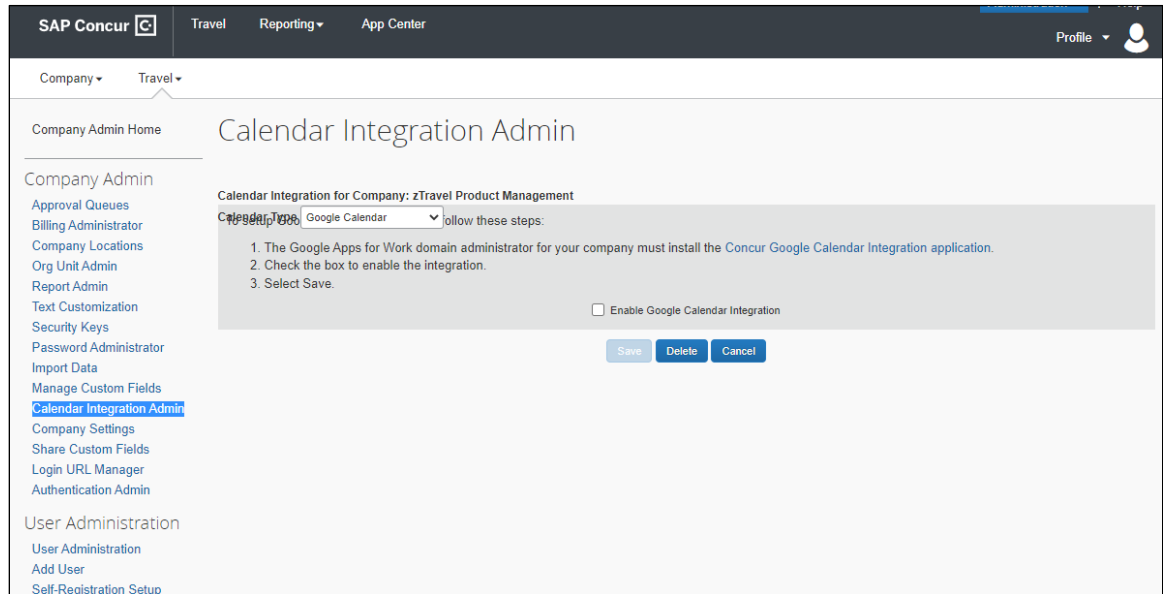 SAP Concur
Travel
Reporting
App Center
Profile
Company
Travel
Company Admin Home
Calendar Integration Admin
Company Admin
Approval Queues
Billing Administrator
Company Locations
Org Unit Admin
Report Admin
Text Customization
Security Keys
Password Administrator
Import Data
Manage Custom Fields
Calendar Integration Admin
Company Settings
Share Custom Fields
Login URL Manager
Authentication Admin
User Administration
User Administration
Add User
Self-Registration Setup
Calendar Integration for Company: zTravel Product Management
Calendar Type Google Calendar
To setup Goo ollow these steps:
1. The Google Apps for Work domain administrator for your company must install the Concur Google Calendar Integration application.
2. Check the box to enable the integration.
3. Select Save.
Enable Google Calendar Integration
Save Delete Cancel